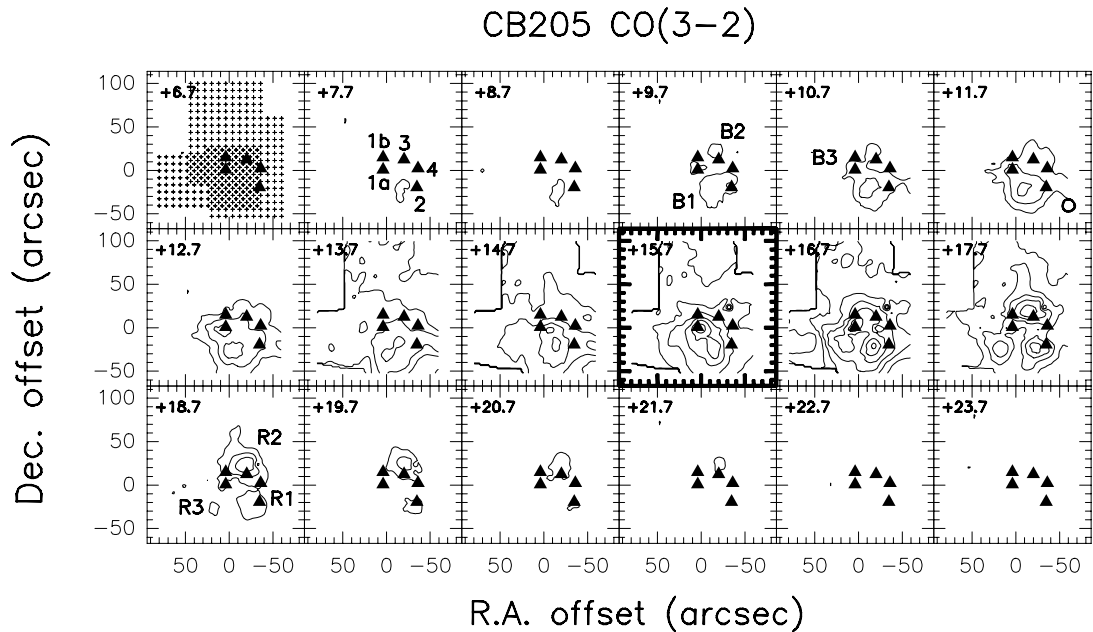 CB205 CO(3−2)
Dec. offset (arcsec)
100 +6.7 +7.7 +8.7 +9.7 +10.7 +11.7
50 1b 3 B2
0 1a 4 B3
−50 2 B1
100 +12.7 +13.7 +14.7 +15.7 +16.7 +17.7
50
0
−50
100 +18.7 +19.7 +20.7 +21.7 +22.7 +23.7
50 R2
0 R3 R1
−50
50 0 −50 50 0 −50 50 0 −50 50 0 −50 50 0 −50 50 0 −50
R.A. offset (arcsec)